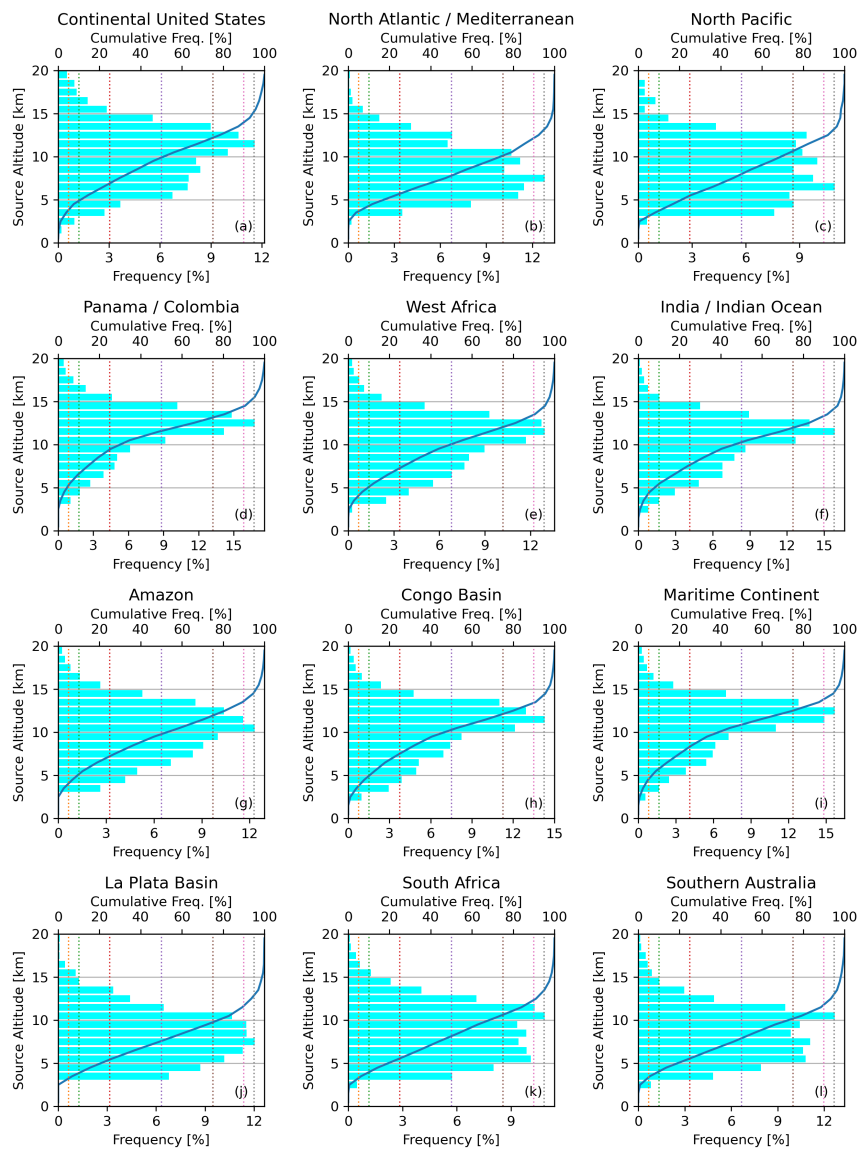 Continental United States North Atlantic / Mediterranean North Pacific
Cumulative Freq. [%] Cumulative Freq. [%] Cumulative Freq. [%]
0 20 40 60 80 100 0 20 40 60 80 100 0 20 40 60 80 100
20 20 20
15 15 15
10 10 10
5 5 5
0 0 0
Source Altitude [km] Source Altitude [km] Source Altitude [km]
(a) (b) (c)
0 3 6 9 12 0 3 6 9 12 0 3 6 9
Frequency [%] Frequency [%] Frequency [%]
Panama / Colombia West Africa India / Indian Ocean
Cumulative Freq. [%] Cumulative Freq. [%] Cumulative Freq. [%]
0 20 40 60 80 100 0 20 40 60 80 100 0 20 40 60 80 100
20 20 20
15 15 15
10 10 10
5 5 5
0 0 0
Source Altitude [km] Source Altitude [km] Source Altitude [km]
(d) (e) (f)
0 3 6 9 12 15 0 3 6 9 12 0 3 6 9 12 15
Frequency [%] Frequency [%] Frequency [%]
Amazon Congo Basin Maritime Continent
Cumulative Freq. [%] Cumulative Freq. [%] Cumulative Freq. [%]
0 20 40 60 80 100 0 20 40 60 80 100 0 20 40 60 80 100
20 20 20
15 15 15
10 10 10
5 5 5
0 0 0
Source Altitude [km] Source Altitude [km] Source Altitude [km]
(g) (h) (i)
0 3 6 9 12 0 3 6 9 12 15 0 3 6 9 12 15
Frequency [%] Frequency [%] Frequency [%]
La Plata Basin South Africa Southern Australia
Cumulative Freq. [%] Cumulative Freq. [%] Cumulative Freq. [%]
0 20 40 60 80 100 0 20 40 60 80 100 0 20 40 60 80 100
20 20 20
15 15 15
10 10 10
5 5 5
0 0 0
Source Altitude [km] Source Altitude [km] Source Altitude [km]
(j) (k) (l)
0 3 6 9 12 0 3 6 9 0 3 6 9 12
Frequency [%] Frequency [%] Frequency [%]